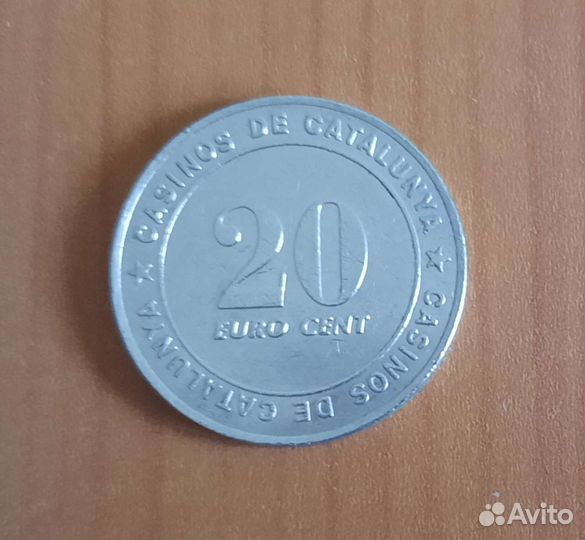 CASINOS DE CATALUNYA ★ CASINOS DE CATALUNYA ★
20
EURO CENT
Avito